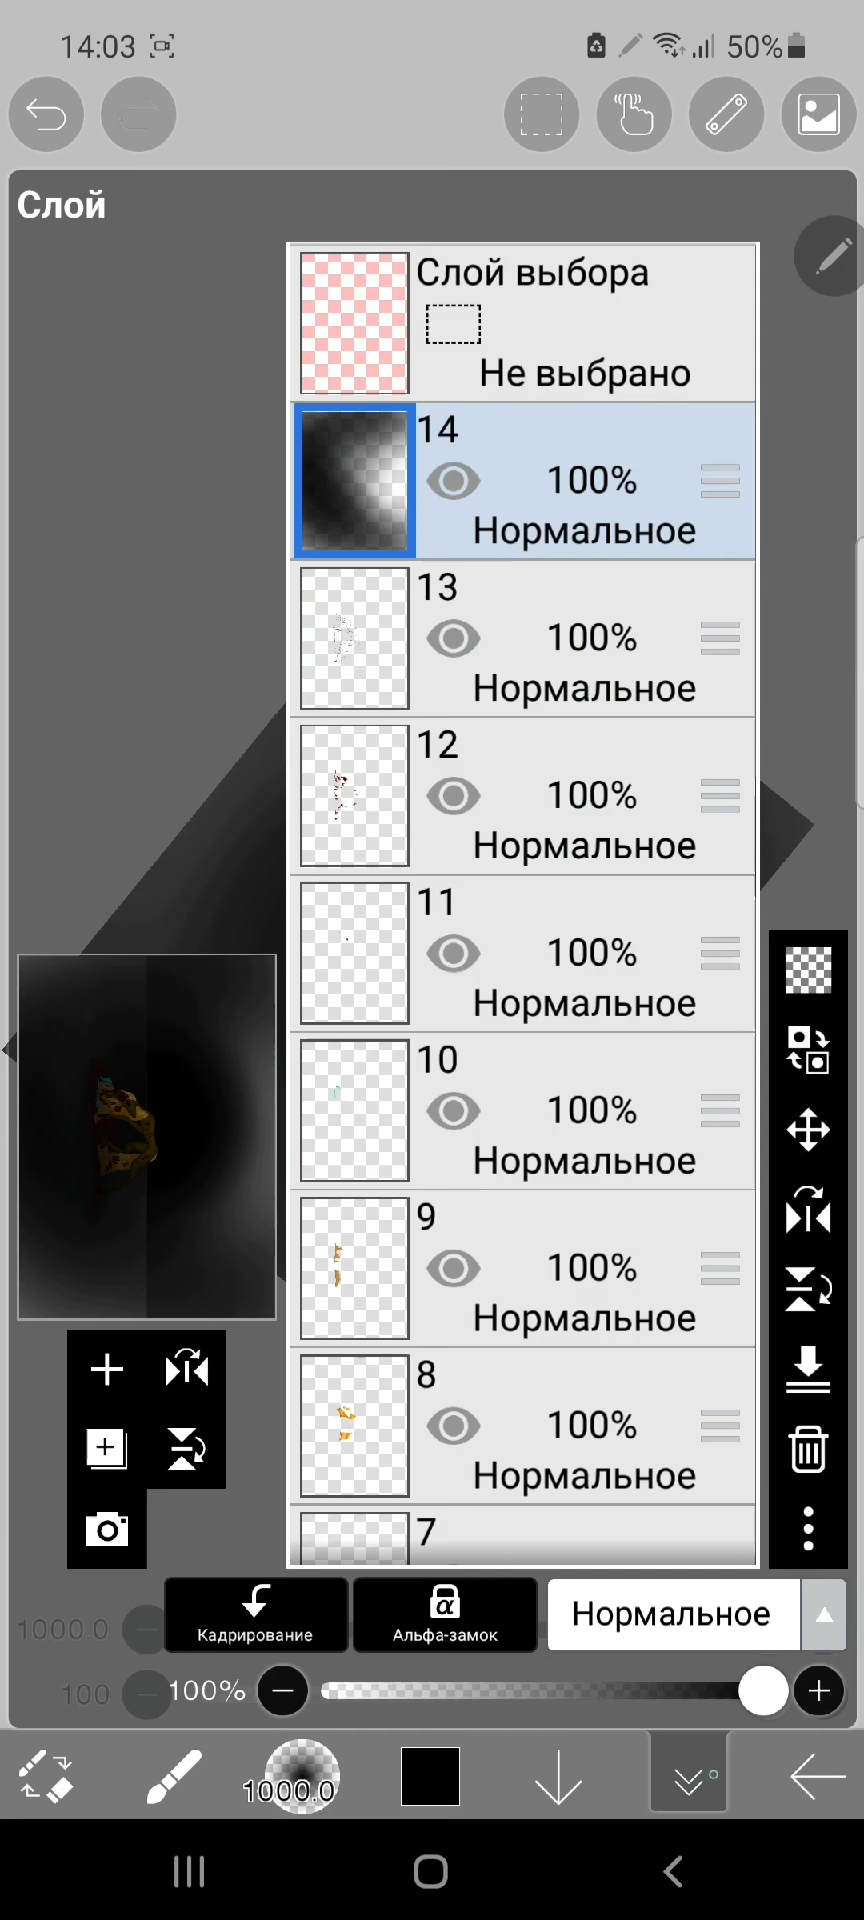 14:03
50%
Слой
Слой выбора
Не выбрано
14
100%
Нормальное
13
100%
Нормальное
12
100%
Нормальное
11
100%
Нормальное
10
100%
Нормальное
9
100%
Нормальное
8
100%
Нормальное
7
1000.0
Кадрирование
α
Альфа-замок
Нормальное
100
100%
1000.0